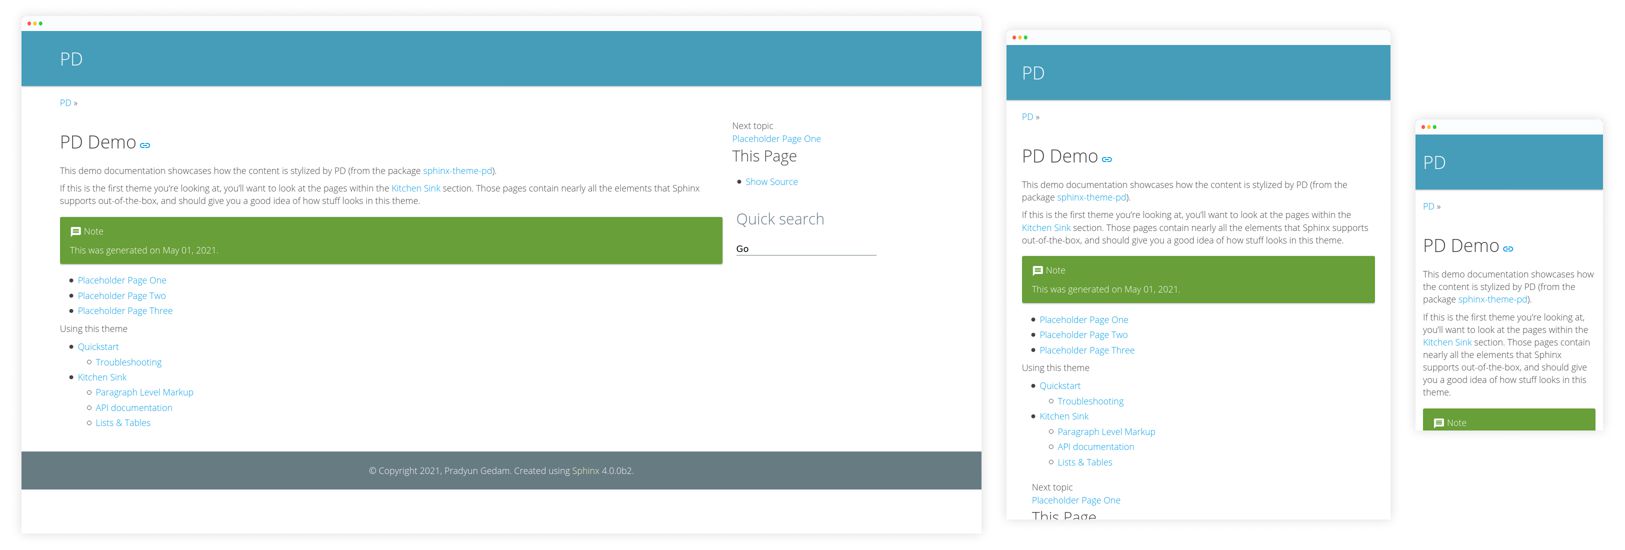 PD
PD »
PD Demo
This demo documentation showcases how the content is stylized by PD (from the package sphinx-theme-pd).
If this is the first theme you're looking at, you'll want to look at the pages within the Kitchen Sink section. Those pages contain nearly all the elements that Sphinx
supports out-of-the-box, and should give you a good idea of how stuff looks in this theme.
Note
This was generated on May 01, 2021.
Placeholder Page One
Placeholder Page Two
Placeholder Page Three
Using this theme
Quickstart
Troubleshooting
Kitchen Sink
Paragraph Level Markup
API documentation
Lists & Tables
Next topic
Placeholder Page One
This Page
Show Source
Quick search
Go
© Copyright 2021, Pradyun Gedam. Created using Sphinx 4.0.0b2.
PD
PD »
PD Demo
This demo documentation showcases how the content is stylized by PD (from the
package sphinx-theme-pd).
If this is the first theme you're looking at, you'll want to look at the pages within the
Kitchen Sink section. Those pages contain nearly all the elements that Sphinx supports
out-of-the-box, and should give you a good idea of how stuff looks in this theme.
Note
This was generated on May 01, 2021.
Placeholder Page One
Placeholder Page Two
Placeholder Page Three
Using this theme
Quickstart
Troubleshooting
Kitchen Sink
Paragraph Level Markup
API documentation
Lists & Tables
Next topic
Placeholder Page One
This Page
PD
PD »
PD Demo
This demo documentation showcases how
the content is stylized by PD (from the
package sphinx-theme-pd).
If this is the first theme you're looking at,
you'll want to look at the pages within the
Kitchen Sink section. Those pages contain
nearly all the elements that Sphinx
supports out-of-the-box, and should give
you a good idea of how stuff looks in this
theme.
Note